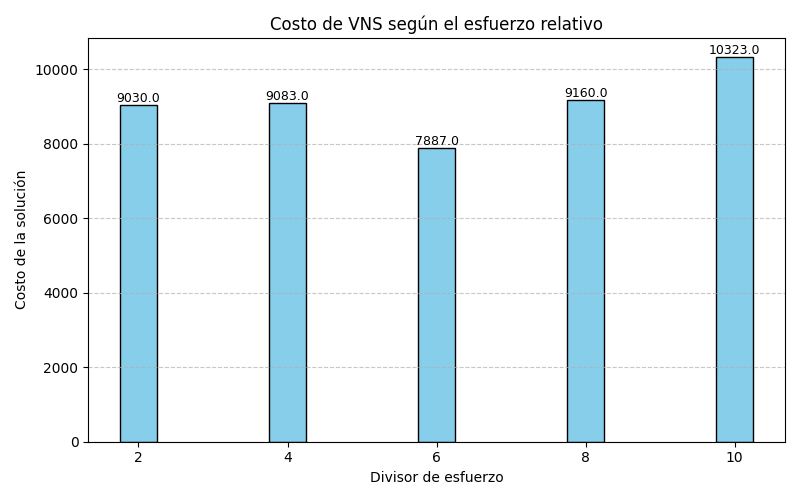 Costo de VNS según el esfuerzo relativo
10323.0
10000
9030.0
9083.0
9160.0
8000
7887.0
6000
4000
2000
0
Costo de la solución
2 4 6 8 10
Divisor de esfuerzo